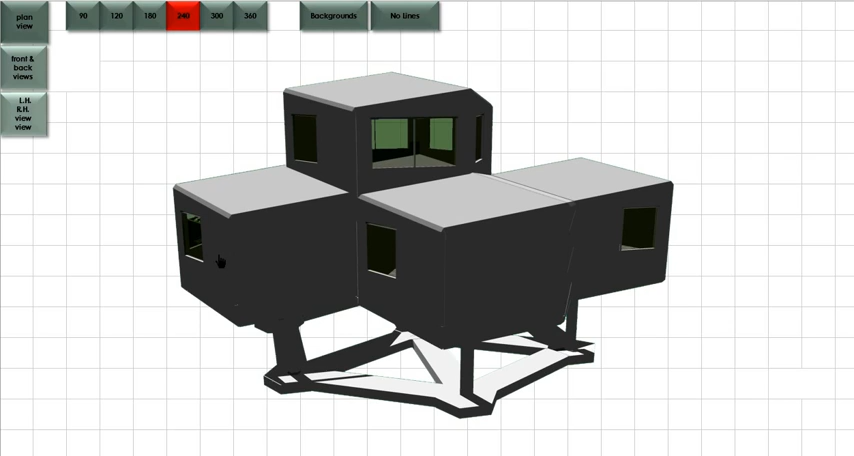 plan
view
90
120
180
240
300
360
Backgrounds
No Lines
front &
back
views
L.H.
R.H.
view
view